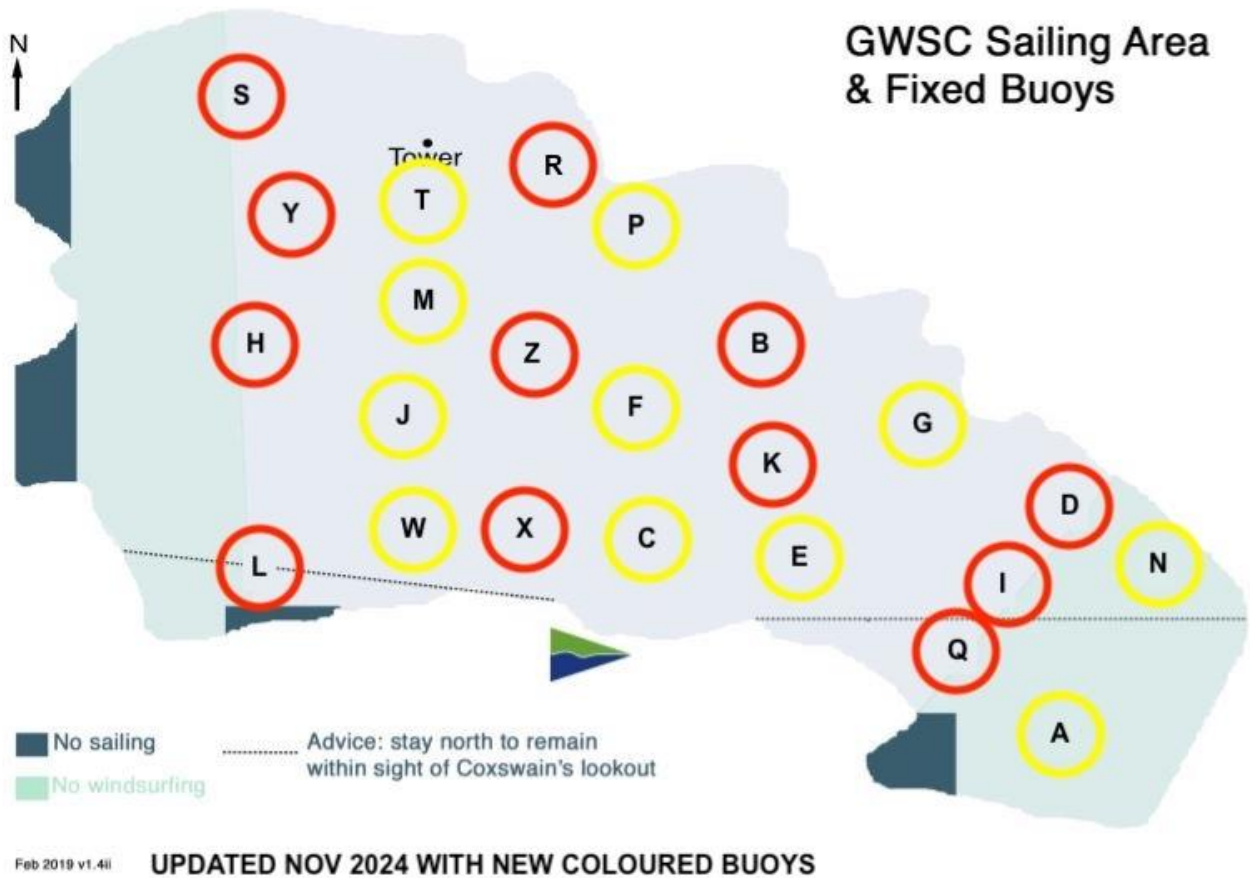 GWSC Sailing Area
& Fixed Buoys
N
S
R
Tower
T
Y
P
M
H
Z
B
F
J
G
K
D
W
X
C
E
N
L
I
Q
A
No sailing
Advice: stay north to remain
within sight of Coxswain's lookout
No windsurfing
Feb 2019 v1.4ii
UPDATED NOV 2024 WITH NEW COLOURED BUOYS